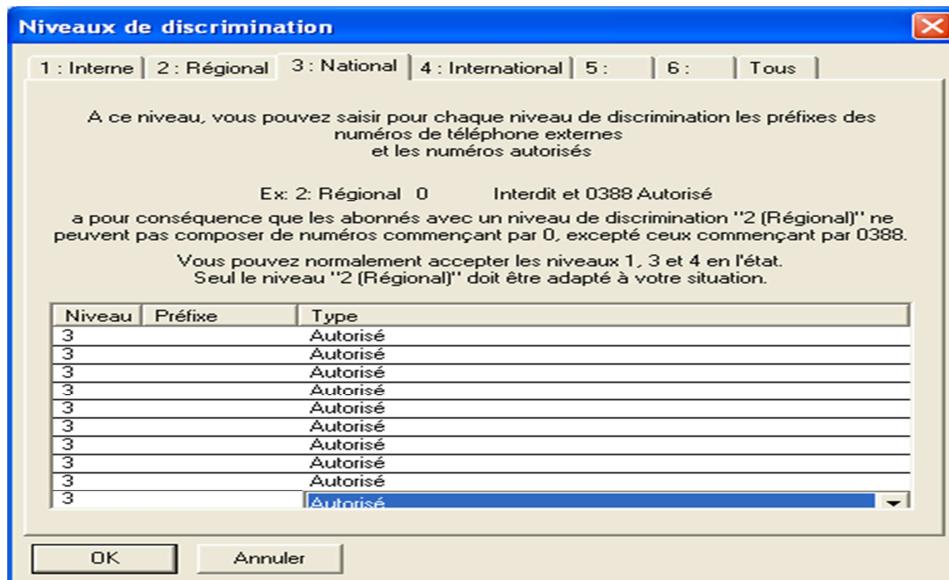 Niveaux de discrimination
1 : Interne 2 : Régional 3 : National 4 : International 5 : 6 : Tous
A ce niveau, vous pouvez saisir pour chaque niveau de discrimination les préfixes des
numéros de téléphone externes
et les numéros autorisés
Ex: 2: Régional 0 Interdit et 0388 Autorisé
a pour conséquence que les abonnés avec un niveau de discrimination "2 (Régional)" ne
peuvent pas composer de numéros commençant par 0, excepté ceux commençant par 0388.
Vous pouvez normalement accepter les niveaux 1, 3 et 4 en l'état.
Seul le niveau "2 (Régional)" doit être adapté à votre situation.
Niveau Préfixe Type
3 Autorisé
3 Autorisé
3 Autorisé
3 Autorisé
3 Autorisé
3 Autorisé
3 Autorisé
3 Autorisé
3 Autorisé
3 Autorisé
OK Annuler